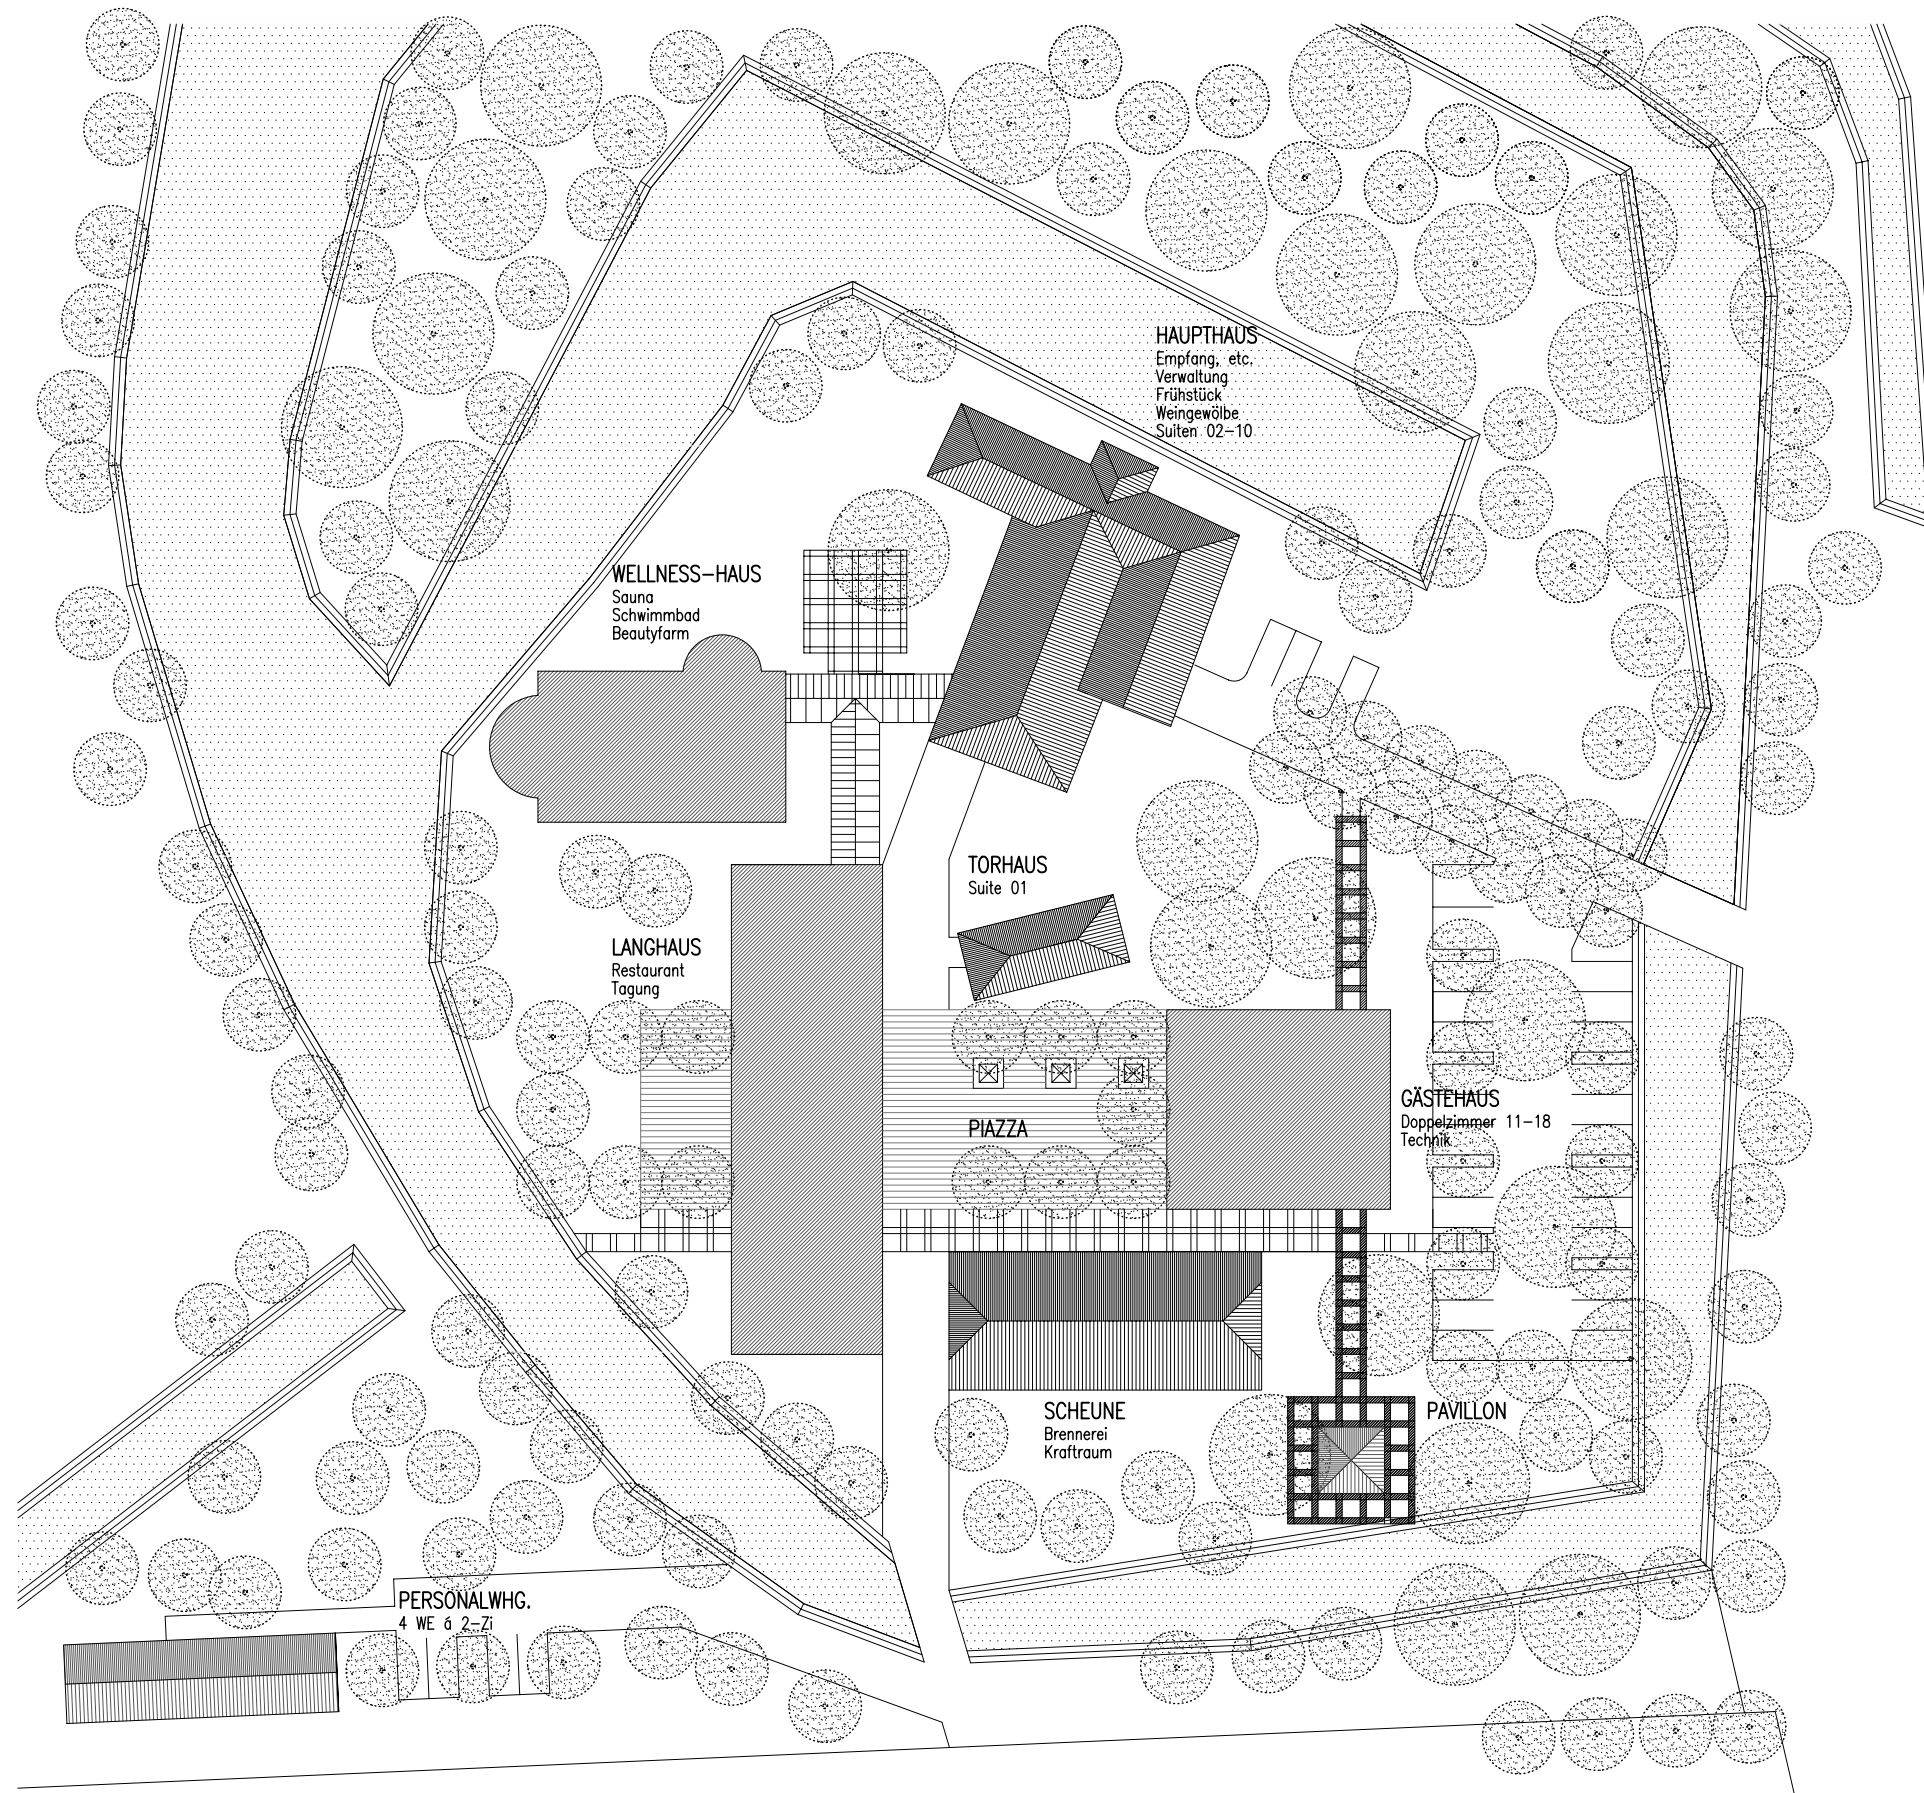 HAUPTHAUS
Empfang, etc.
Verwaltung
Frühstück
Weingewölbe
Suiten 02-10
WELLNESS-HAUS
Sauna
Schwimmbad
Beautyfarm
TORHAUS
Suite 01
LANGHAUS
Restaurant
Tagung
PIAZZA
GÄSTEHAUS
Doppelzimmer 11-18
Technik
SCHEUNE
Brennerei
Kraftraum
PAVILLON
PERSONALWHG.
4 WE á 2-Zi